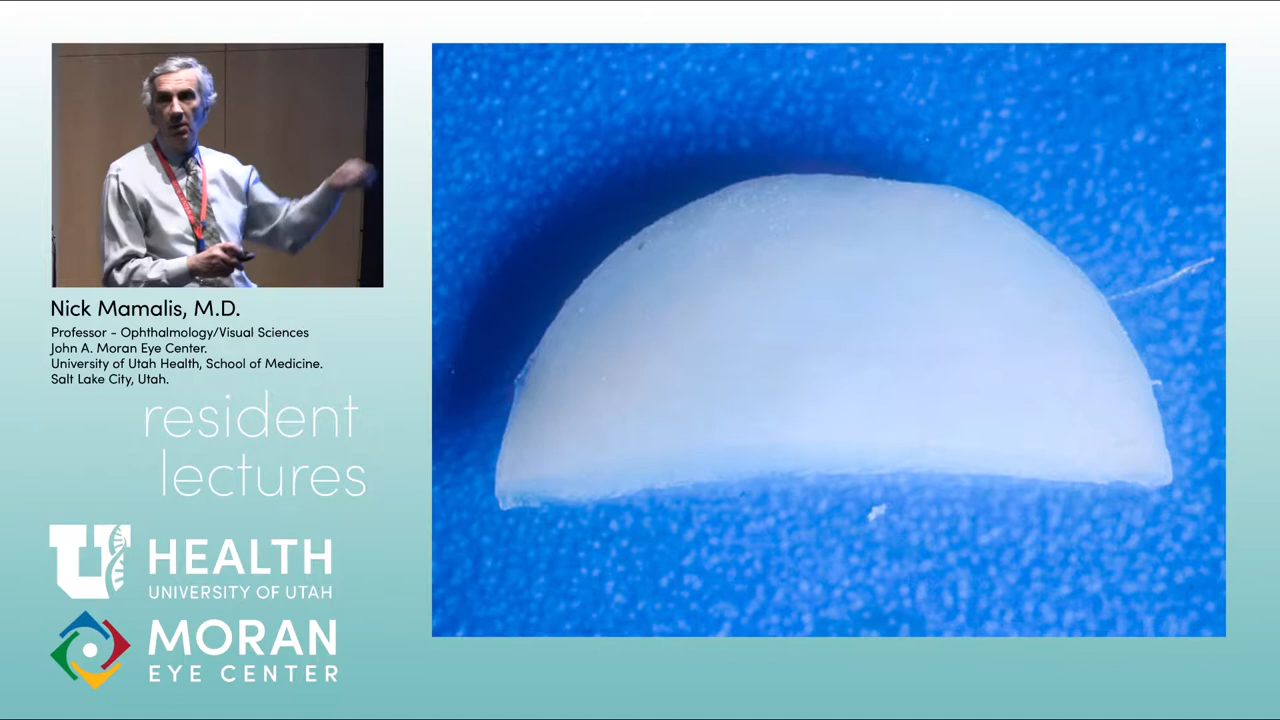 Nick Mamalis, M.D.
Professor - Ophthalmology/Visual Sciences
John A. Moran Eye Center.
University of Utah Health, School of Medicine.
Salt Lake City, Utah.
resident
lectures
U HEALTH
UNIVERSITY OF UTAH
MORAN
EYE CENTER